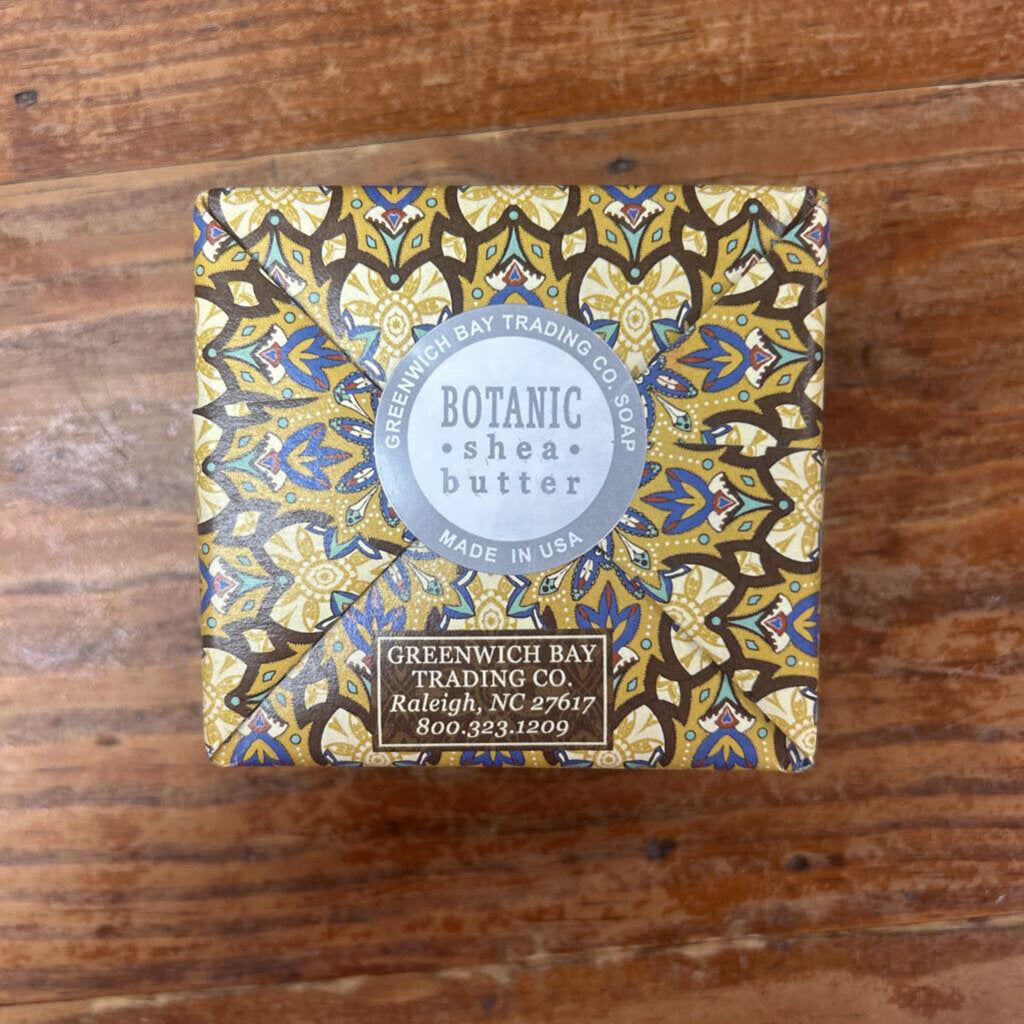 GREENWICH BAY TRADING CO. SOAP
BOTANIC
• shea •
butter
MADE IN USA
GREENWICH BAY
TRADING CO.
Raleigh, NC 27617
800.323.1209